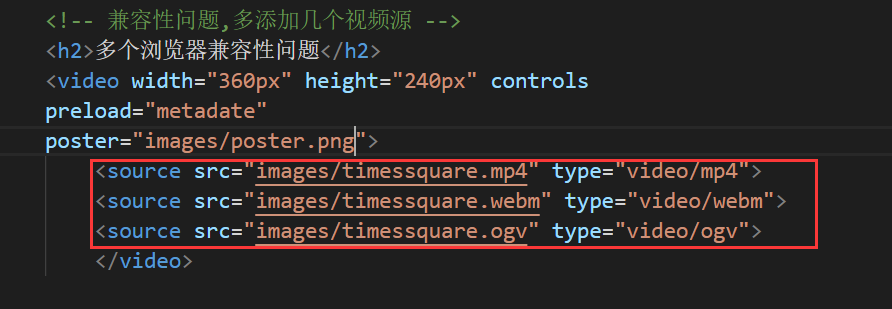 <!-- 兼容性问题,多添加几个视频源 -->
<h2>多个浏览器兼容性问题</h2>
<video width="360px" height="240px" controls
preload="metadate"
poster="images/poster.png">
<source src="images/timessquare.mp4" type="video/mp4">
<source src="images/timessquare.webm" type="video/webm">
<source src="images/timessquare.ogv" type="video/ogv">
</video>